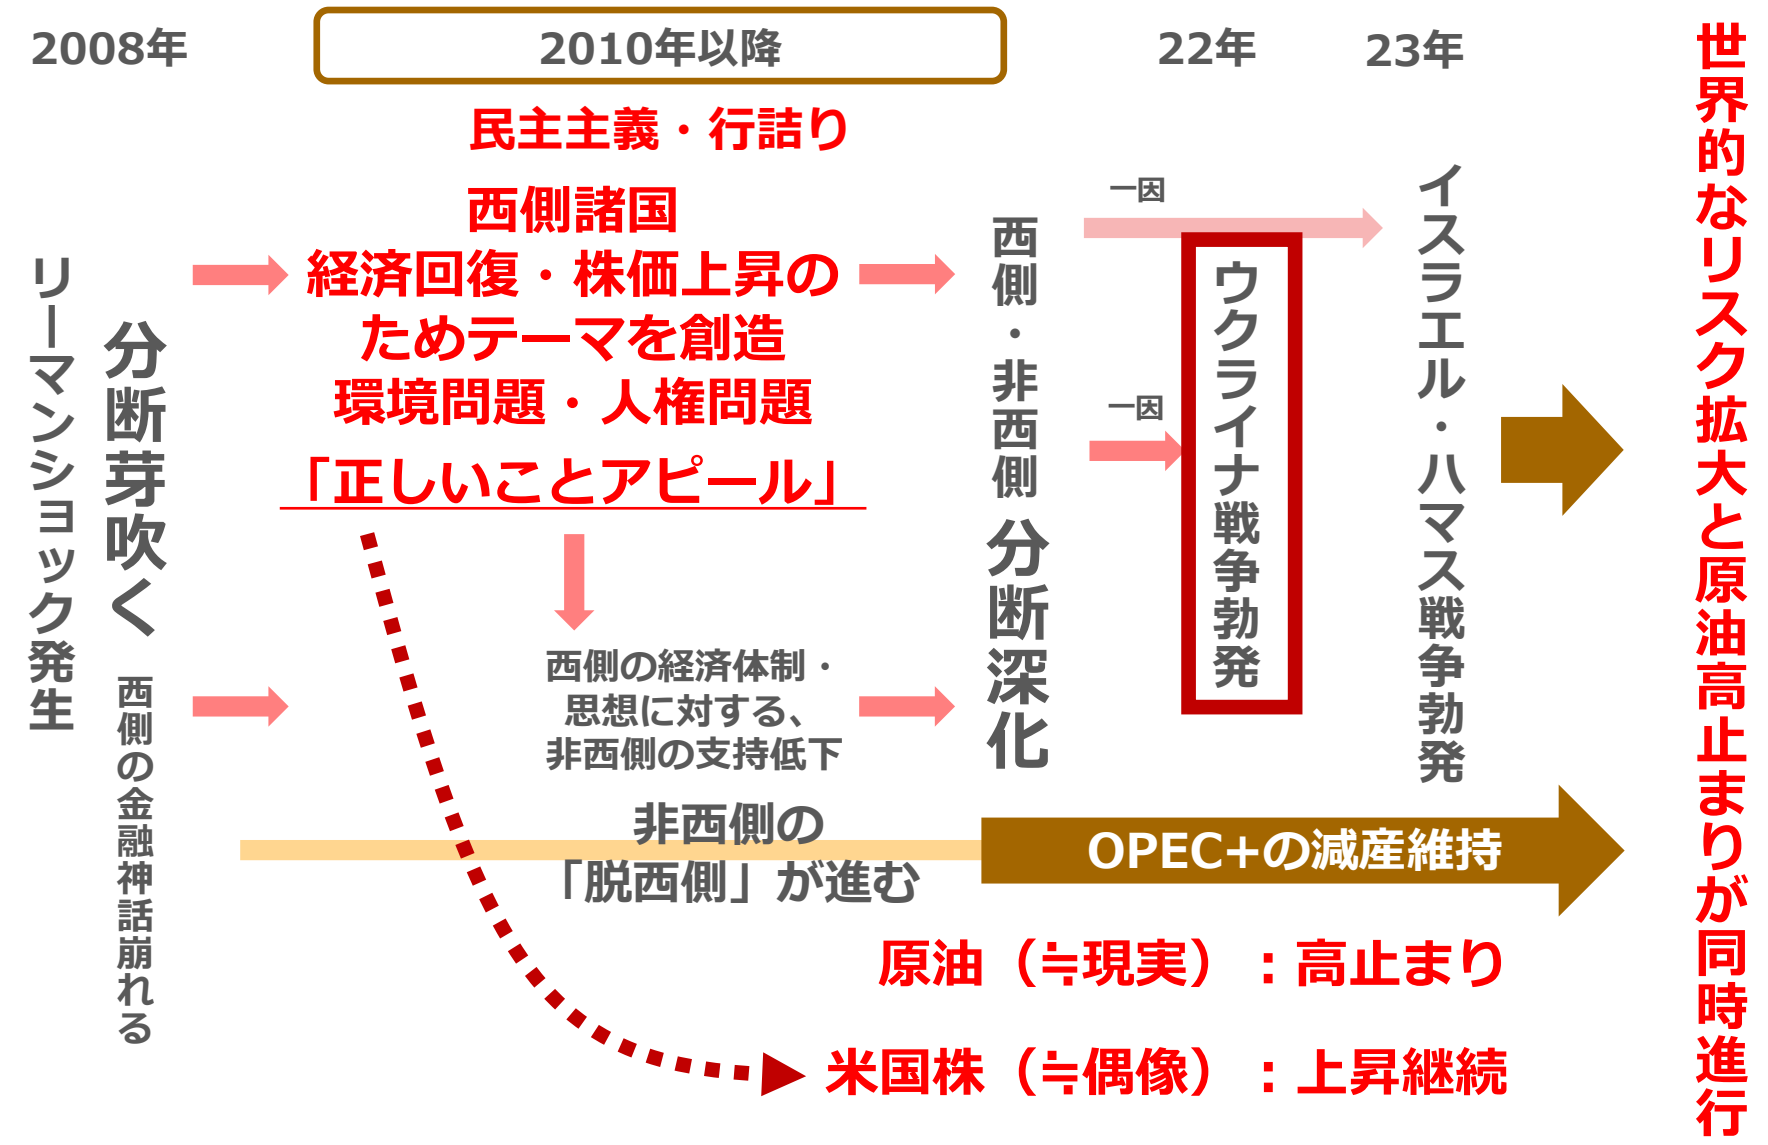 2008年
2010年以降
22年
23年
民主主義・行詰り
西側諸国
経済回復・株価上昇の
ためテーマを創造
環境問題・人権問題
「正しいことアピール」
リーマンショック発生
分断芽吹く
西側の金融神話崩れる
西側の経済体制・
思想に対する、
非西側の支持低下
西側・非西側
分断深化
一因
一因
ウクライナ戦争勃発
イスラエル・ハマス戦争勃発
非西側の
「脱西側」が進む
OPEC+の減産維持
原油（≒現実）：高止まり
米国株（≒偶像）：上昇継続
世界的なリスク拡大と原油高止まりが同時進行